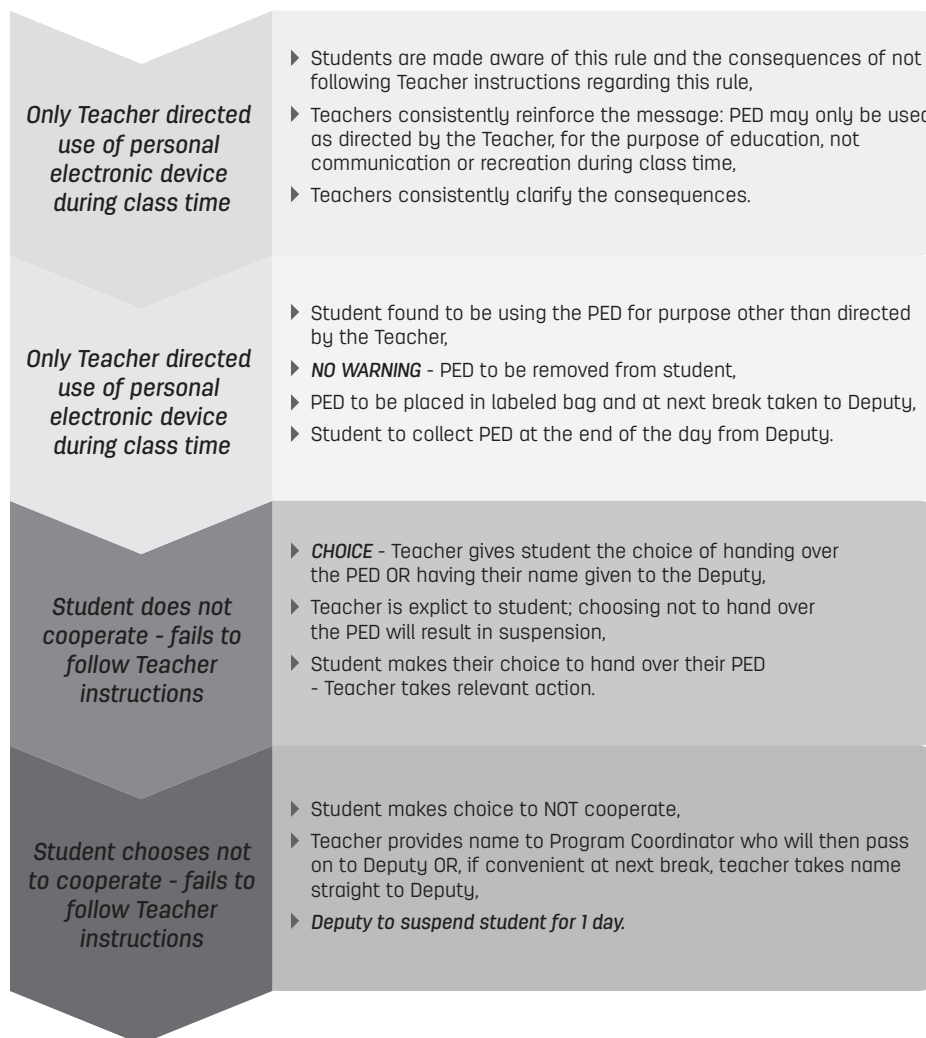 Only Teacher directed
use of personal
electronic device
during class time
Students are made aware of this rule and the consequences of not
following Teacher instructions regarding this rule,
Teachers consistently reinforce the message: PED may only be used
as directed by the Teacher, for the purpose of education, not
communication or recreation during class time,
Teachers consistently clarify the consequences.
Only Teacher directed
use of personal
electronic device
during class time
Student found to be using the PED for purpose other than directed
by the Teacher,
NO WARNING - PED to be removed from student,
PED to be placed in labeled bag and at next break taken to Deputy,
Student to collect PED at the end of the day from Deputy.
Student does not
cooperate - fails to
follow Teacher
instructions
CHOICE - Teacher gives student the choice of handing over
the PED OR having their name given to the Deputy,
Teacher is explict to student; choosing not to hand over
the PED will result in suspension,
Student makes their choice to hand over their PED
- Teacher takes relevant action.
Student chooses not
to cooperate - fails to
follow Teacher
instructions
Student makes choice to NOT cooperate,
Teacher provides name to Program Coordinator who will then pass
on to Deputy OR, if convenient at next break, teacher takes name
straight to Deputy,
Deputy to suspend student for 1 day.